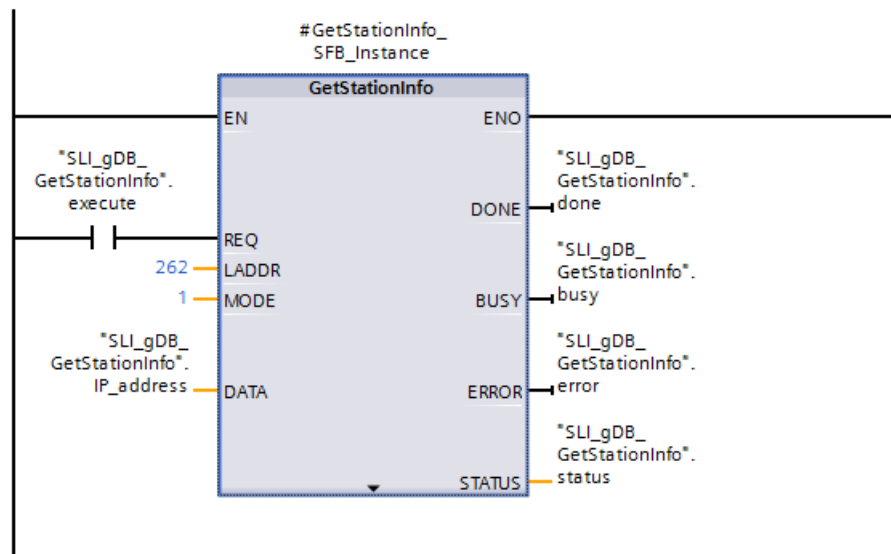 #GetStationInfo_
SFB_Instance
GetStationInfo
EN
ENO
"SLI_gDB_
GetStationInfo".
execute
REQ
262
LADDR
1
MODE
"SLI_gDB_
GetStationInfo".
IP_address
DATA
DONE
"SLI_gDB_
GetStationInfo".
done
BUSY
"SLI_gDB_
GetStationInfo".
busy
ERROR
"SLI_gDB_
GetStationInfo".
error
STATUS
"SLI_gDB_
GetStationInfo".
status